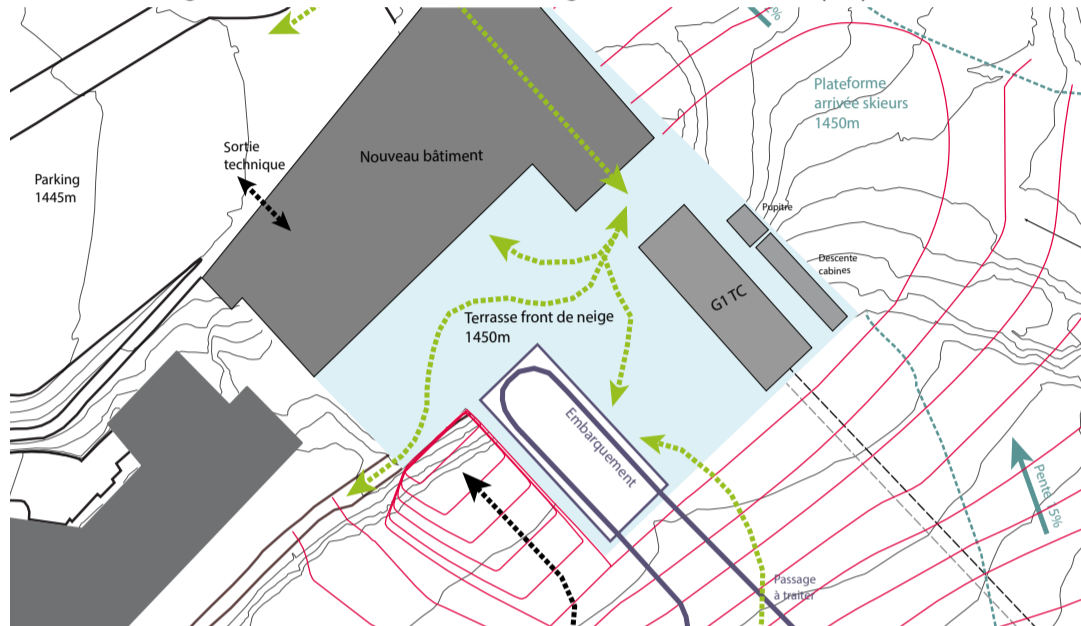 Plateforme
arrivée skieurs
1450m
Sortie
technique
Nouveau bâtiment
Parking
1445m
Pupitre
Descente
cabines
G1 TC
Terrasse front de neige
1450m
Embarquement
Pente 15%
Passage
à traiter